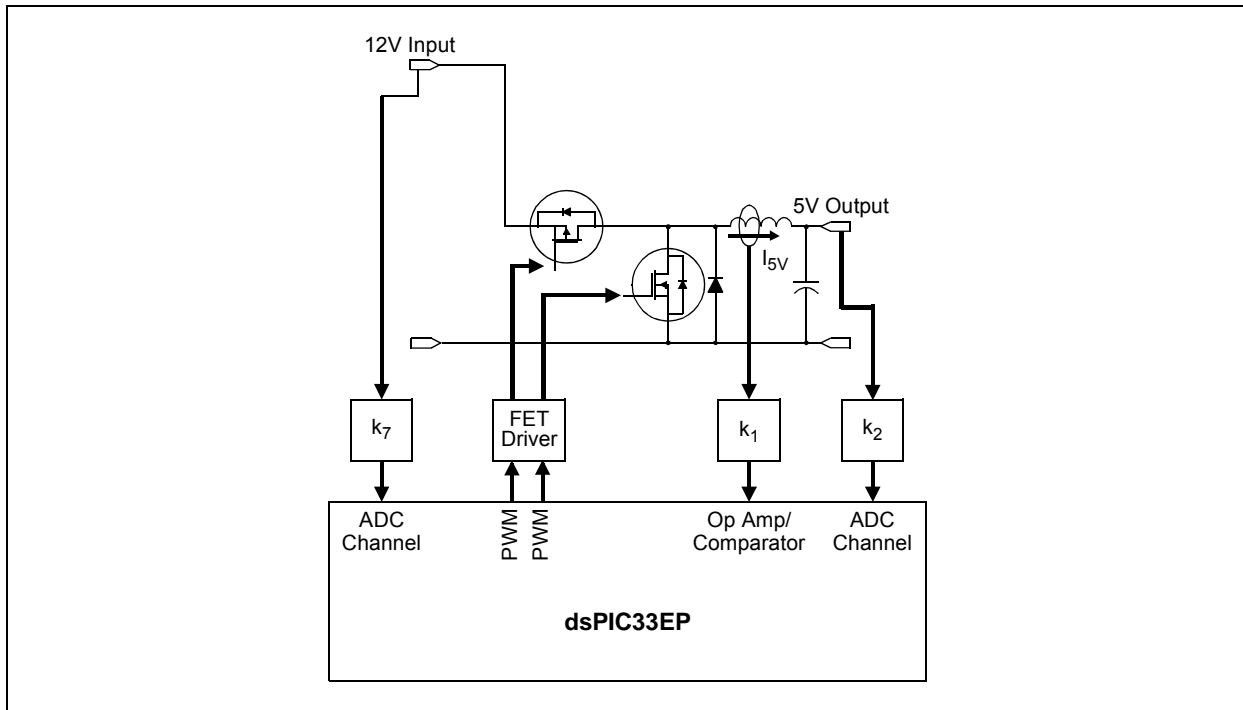 12V Input
5V Output
I5V
k7
FET
Driver
k1
k2
ADC
Channel
PWM
PWM
Op Amp/
Comparator
ADC
Channel
dsPIC33EP